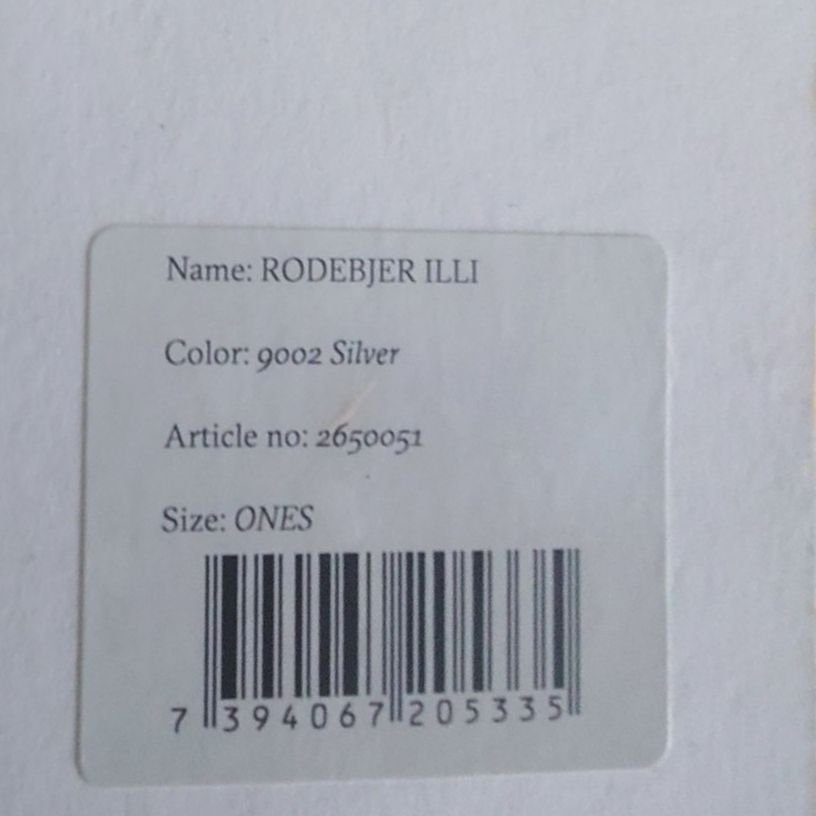 Name: RODEBJER ILLI
Color: 9002 Silver
Article no: 2650051
Size: ONES
7 394067 205335